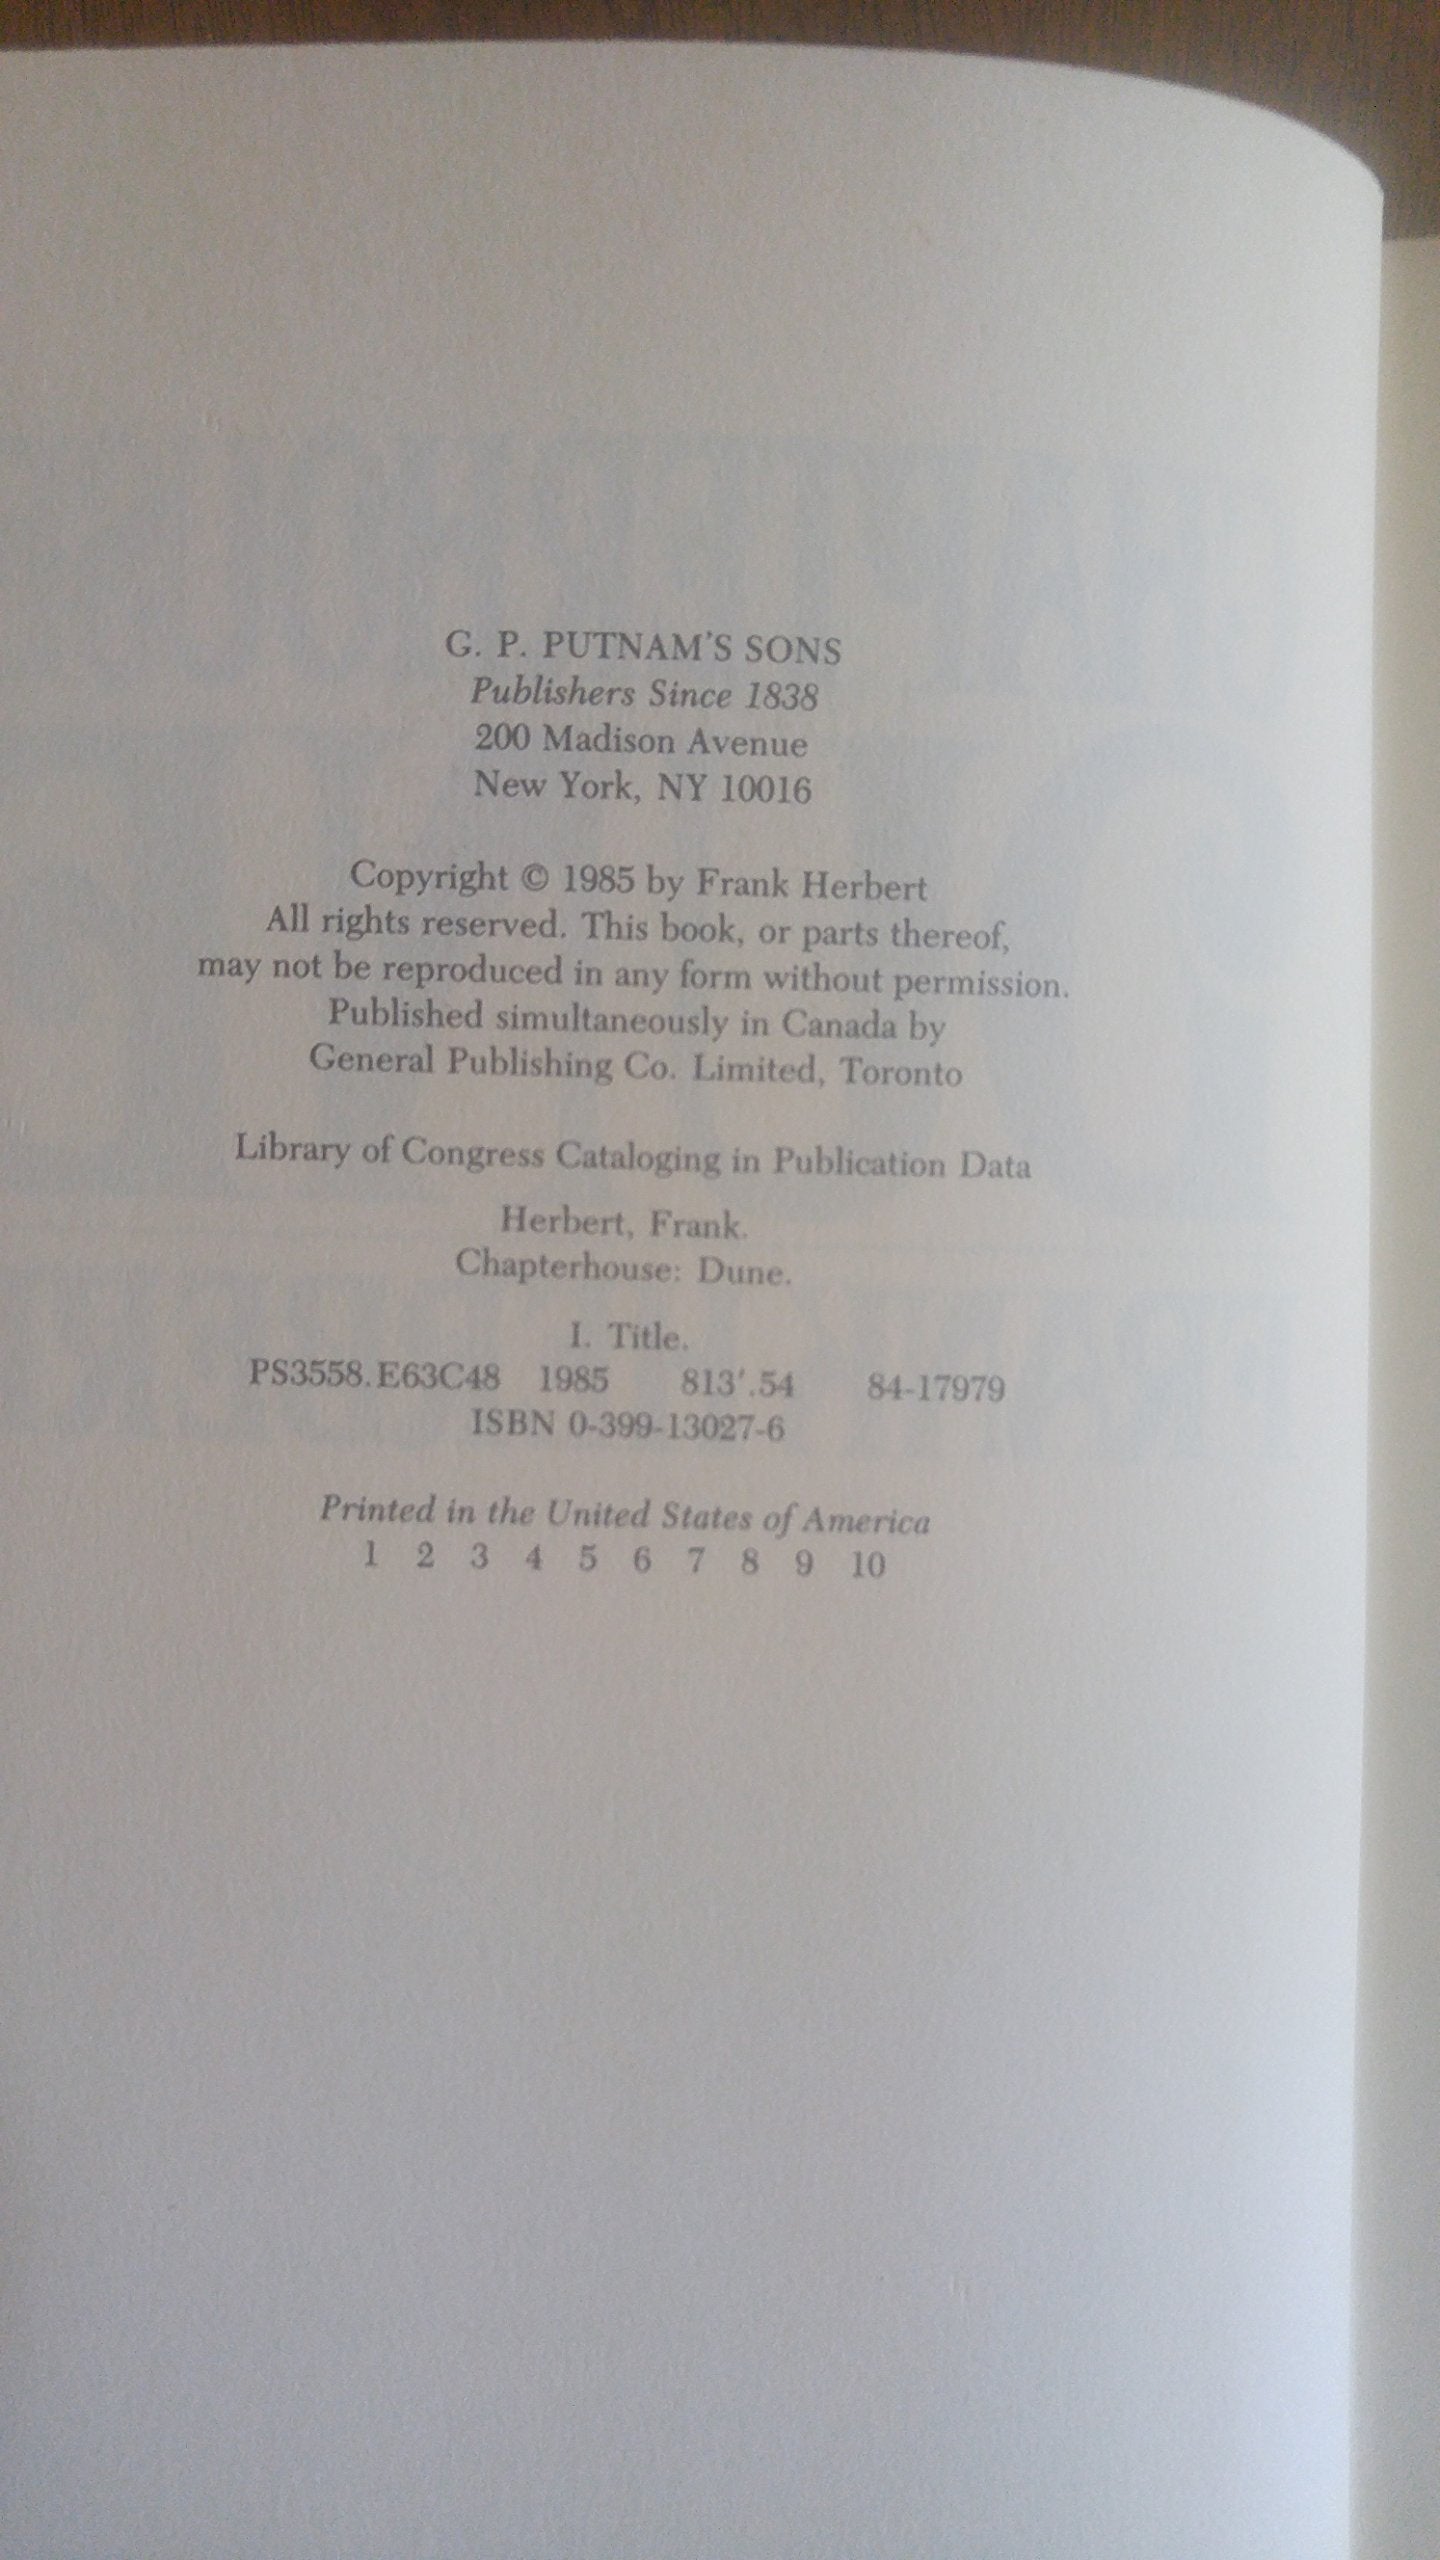 G. P. PUTNAM'S SONS
Publishers Since 1838
200 Madison Avenue
New York, NY 10016
Copyright © 1985 by Frank Herbert
All rights reserved. This book, or parts thereof,
may not be reproduced in any form without permission.
Published simultaneously in Canada by
General Publishing Co. Limited, Toronto
Library of Congress Cataloging in Publication Data
Herbert, Frank.
Chapterhouse: Dune.
I. Title.
PS3558.E63C48 1985 813'.54 84-17979
ISBN 0-399-13027-6
Printed in the United States of America
1 2 3 4 5 6 7 8 9 10